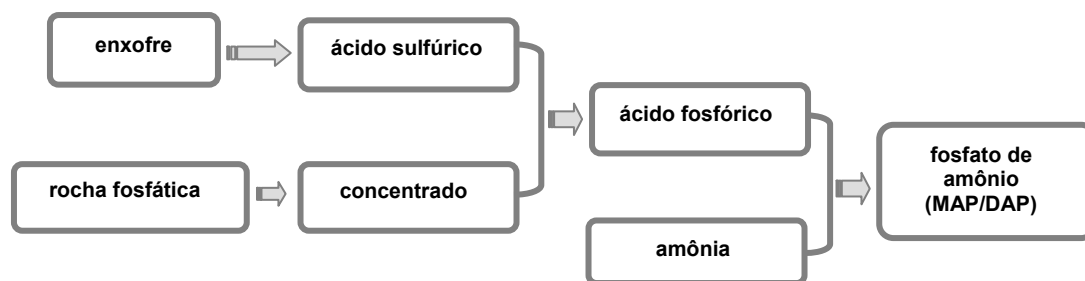 enxofre
ácido sulfúrico
rocha fosfática
concentrado
ácido fosfórico
amônia
fosfato de
amônio
(MAP/DAP)